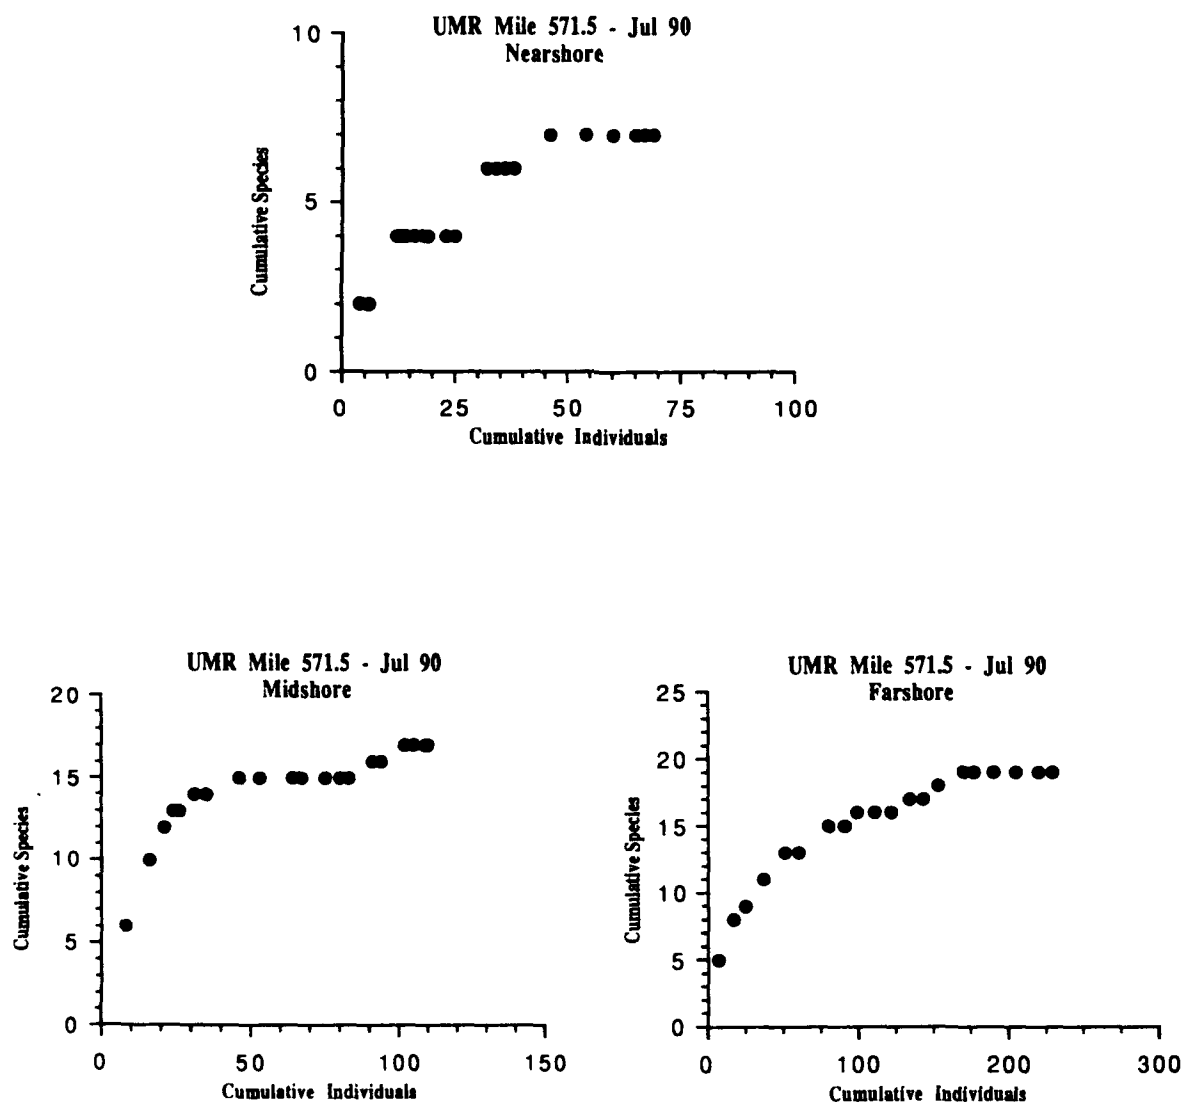 UMR Mile 571.5 - Jul 90
Nearshore
10
5
0
Cumulative Species
0 25 50 75 100
Cumulative Individuals
UMR Mile 571.5 - Jul 90
Midshore
20
15
10
5
0
Cumulative Species
0 50 100 150
Cumulative Individuals
UMR Mile 571.5 - Jul 90
Farshore
25
20
15
10
5
0
Cumulative Species
0 100 200 300
Cumulative Individuals